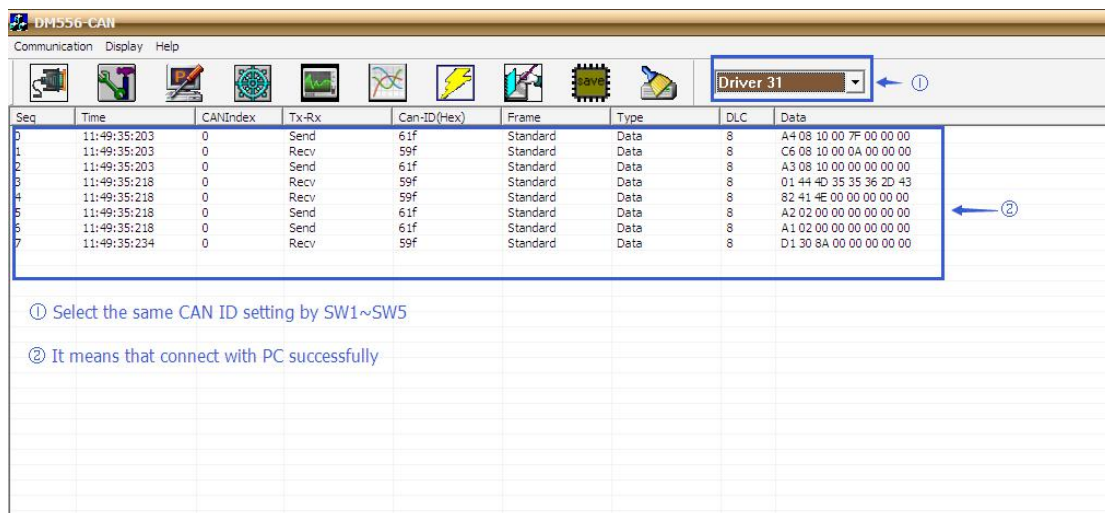 DM556-CAN
Communication Display Help
save
Driver 31
①
Seq Time CANIndex Tx-Rx Can-ID(Hex) Frame Type DLC Data
0 11:49:35:203 0 Send 61f Standard Data 8 A4 08 10 00 7F 00 00 00
1 11:49:35:203 0 Recv 59f Standard Data 8 C6 08 10 00 0A 00 00 00
2 11:49:35:203 0 Send 61f Standard Data 8 A3 08 10 00 00 00 00 00
3 11:49:35:218 0 Recv 59f Standard Data 8 01 44 4D 35 35 36 2D 43
4 11:49:35:218 0 Recv 59f Standard Data 8 82 41 4E 00 00 00 00 00
5 11:49:35:218 0 Send 61f Standard Data 8 A2 02 00 00 00 00 00 00
6 11:49:35:218 0 Send 61f Standard Data 8 A1 02 00 00 00 00 00 00
7 11:49:35:234 0 Recv 59f Standard Data 8 D1 30 8A 00 00 00 00 00
②
① Select the same CAN ID setting by SW1~SW5
② It means that connect with PC successfully